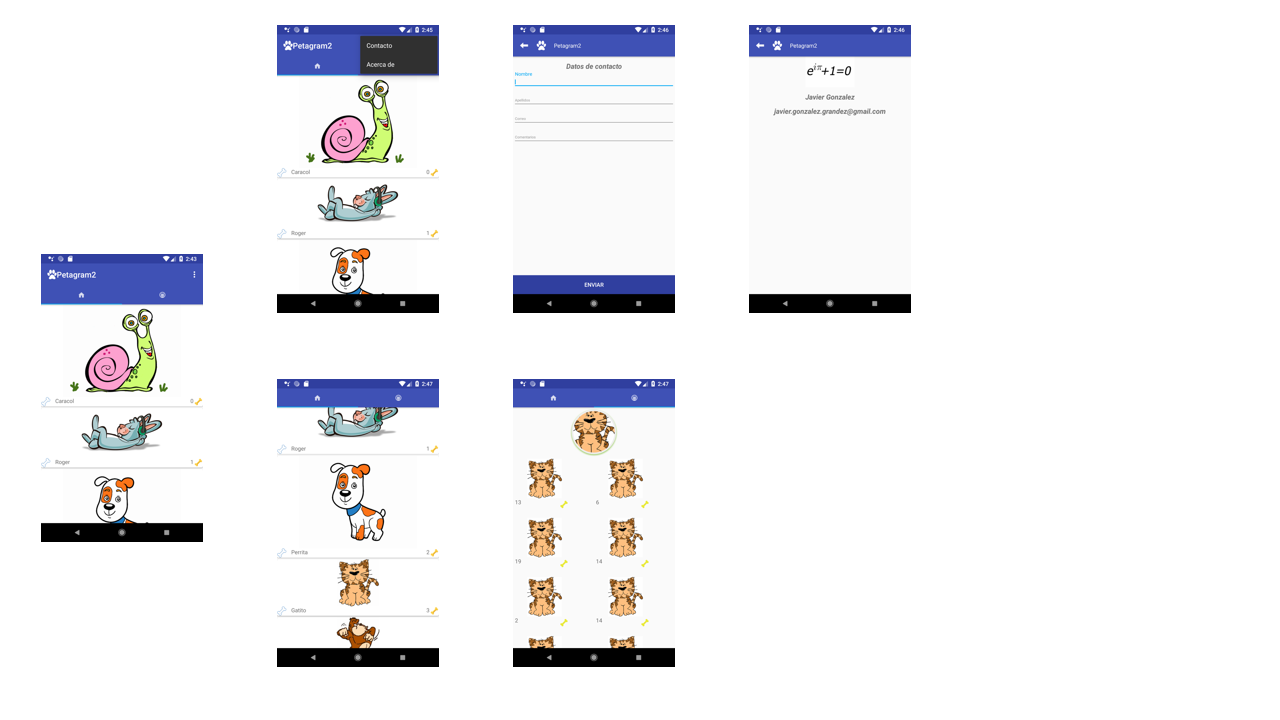 2:43
Petagram2
Caracol
0
Roger
1
2:45
Petagram2
Contacto
Acerca de
Caracol
0
Roger
1
2:46
Petagram2
Datos de contacto
Nombre
Apellidos
Correo
Comentarios
ENVIAR
2:46
Petagram2
e^{iπ}+1=0
Javier Gonzalez
javier.gonzalez.grandez@gmail.com
2:47
Roger
1
Perrita
2
Gatito
3
2:47
13
6
19
14
2
14